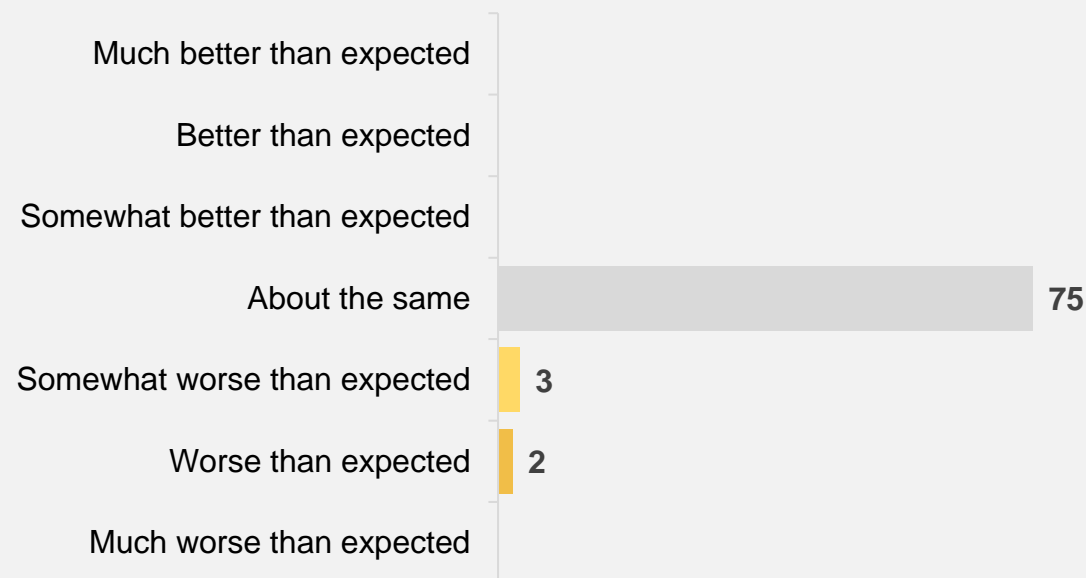 Much better than expected
Better than expected
Somewhat better than expected
About the same
75
Somewhat worse than expected
3
Worse than expected
2
Much worse than expected